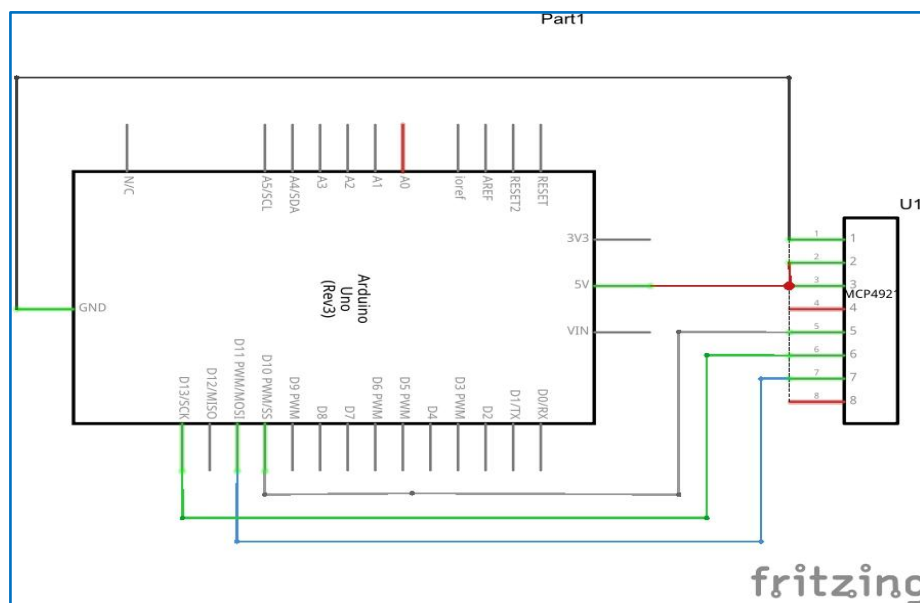 Part1
N/C
A5/SCL
A4/SDA
A3
A2
A1
A0
ioref
AREF
RESET2
RESET
U1
3V3
5V
VIN
Arduino
Uno
(Rev3)
GND
1 1
2 2
3 3
MCP4921
4 4
5 5
6 6
7 7
8 8
D13/SCK
D12/MISO
D11 PWM/MOSI
D10 PWM/SS
D9 PWM
D8
D7
D6 PWM
D5 PWM
D4
D3 PWM
D2
D1/TX
D0/RX
fritzing